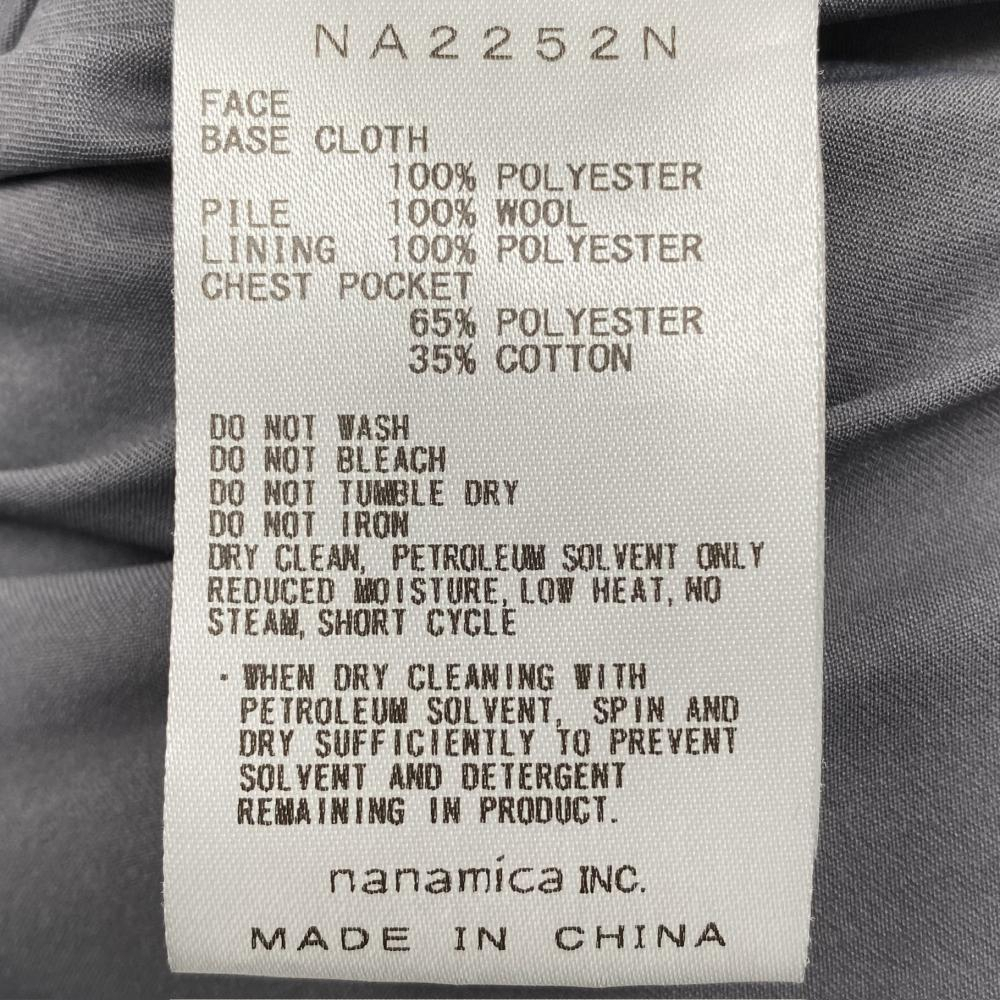 NA2252N
FACE
BASE CLOTH
100% POLYESTER
PILE 100% WOOL
LINING 100% POLYESTER
CHEST POCKET
65% POLYESTER
35% COTTON
DO NOT WASH
DO NOT BLEACH
DO NOT TUMBLE DRY
DO NOT IRON
DRY CLEAN, PETROLEUM SOLVENT ONLY
REDUCED MOISTURE, LOW HEAT, NO
STEAM, SHORT CYCLE
・WHEN DRY CLEANING WITH
PETROLEUM SOLVENT, SPIN AND
DRY SUFFICIENTLY TO PREVENT
SOLVENT AND DETERGENT
REMAINING IN PRODUCT.
nanamíca INC.
MADE IN CHINA